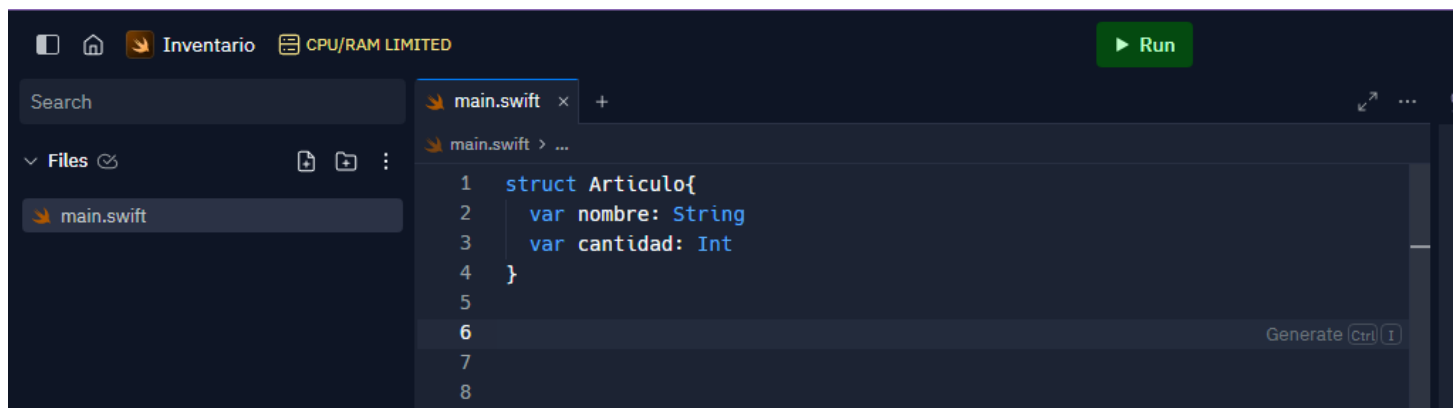 Inventario CPU/RAM LIMITED Run
Search
Files
main.swift
main.swift × +
main.swift > ...
1 struct Articulo{
2 var nombre: String
3 var cantidad: Int
4 }
5
6 Generate Ctrl I
7
8